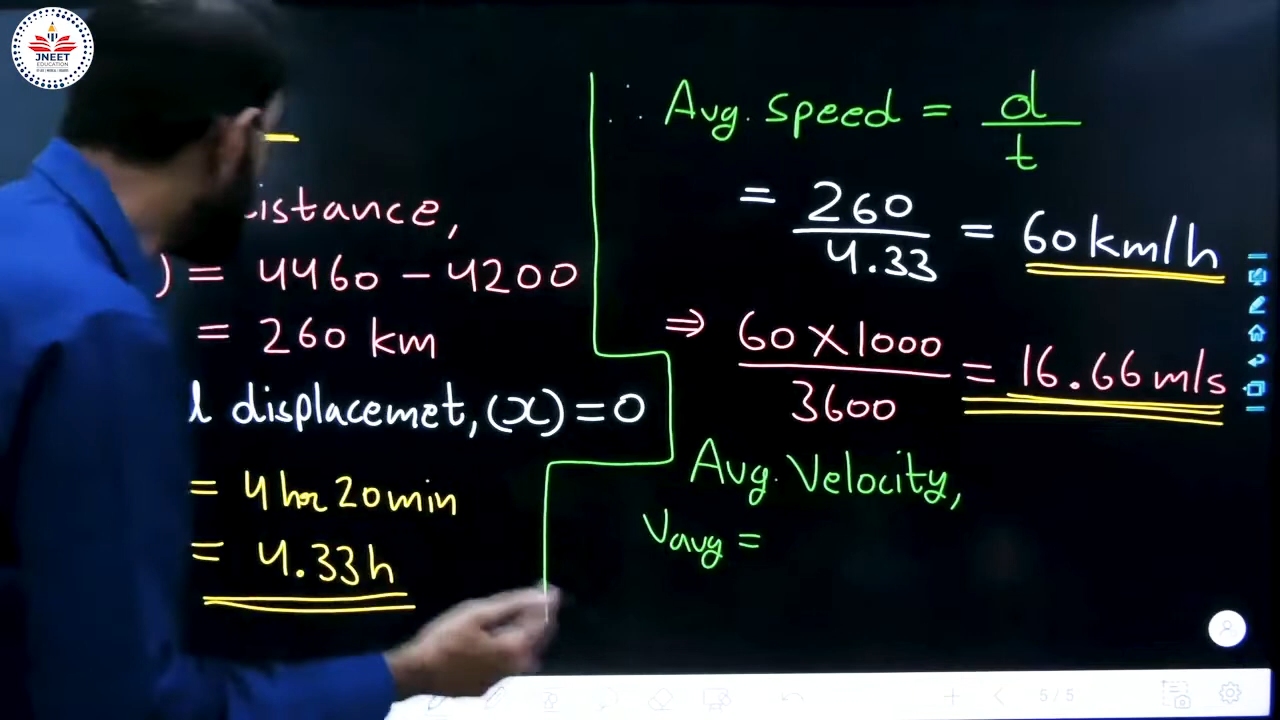 JNEET
EDUCATION
istance,
) = 4460 - 4200
= 260 km
l displacemet, (x) = 0
= 4 hr 20 min
= 4.33 h
∴ Avg. Speed = d/t
= 260/4.33 = 60 km/h
⇒ 60 X 1000/3600 = 16.66 m/s
Avg. Velocity,
Vavg =
5 / 5